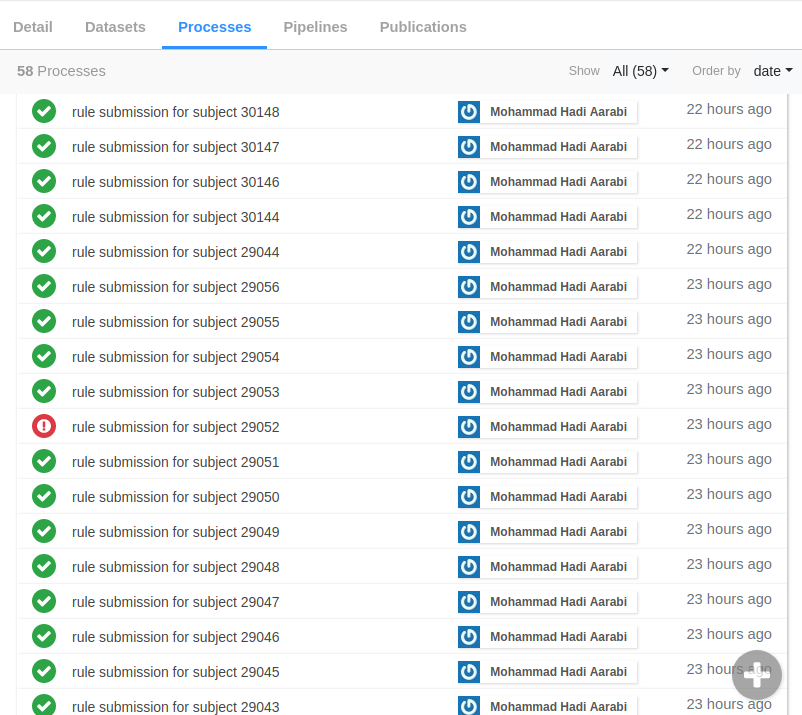 Detail Datasets Processes Pipelines Publications
58 Processes Show All (58) Order by date
rule submission for subject 30148 Mohammad Hadi Aarabi 22 hours ago
rule submission for subject 30147 Mohammad Hadi Aarabi 22 hours ago
rule submission for subject 30146 Mohammad Hadi Aarabi 22 hours ago
rule submission for subject 30144 Mohammad Hadi Aarabi 22 hours ago
rule submission for subject 29044 Mohammad Hadi Aarabi 22 hours ago
rule submission for subject 29056 Mohammad Hadi Aarabi 23 hours ago
rule submission for subject 29055 Mohammad Hadi Aarabi 23 hours ago
rule submission for subject 29054 Mohammad Hadi Aarabi 23 hours ago
rule submission for subject 29053 Mohammad Hadi Aarabi 23 hours ago
rule submission for subject 29052 Mohammad Hadi Aarabi 23 hours ago
rule submission for subject 29051 Mohammad Hadi Aarabi 23 hours ago
rule submission for subject 29050 Mohammad Hadi Aarabi 23 hours ago
rule submission for subject 29049 Mohammad Hadi Aarabi 23 hours ago
rule submission for subject 29048 Mohammad Hadi Aarabi 23 hours ago
rule submission for subject 29047 Mohammad Hadi Aarabi 23 hours ago
rule submission for subject 29046 Mohammad Hadi Aarabi 23 hours ago
rule submission for subject 29045 Mohammad Hadi Aarabi 23 hours ago
rule submission for subject 29043 Mohammad Hadi Aarabi 23 hours ago